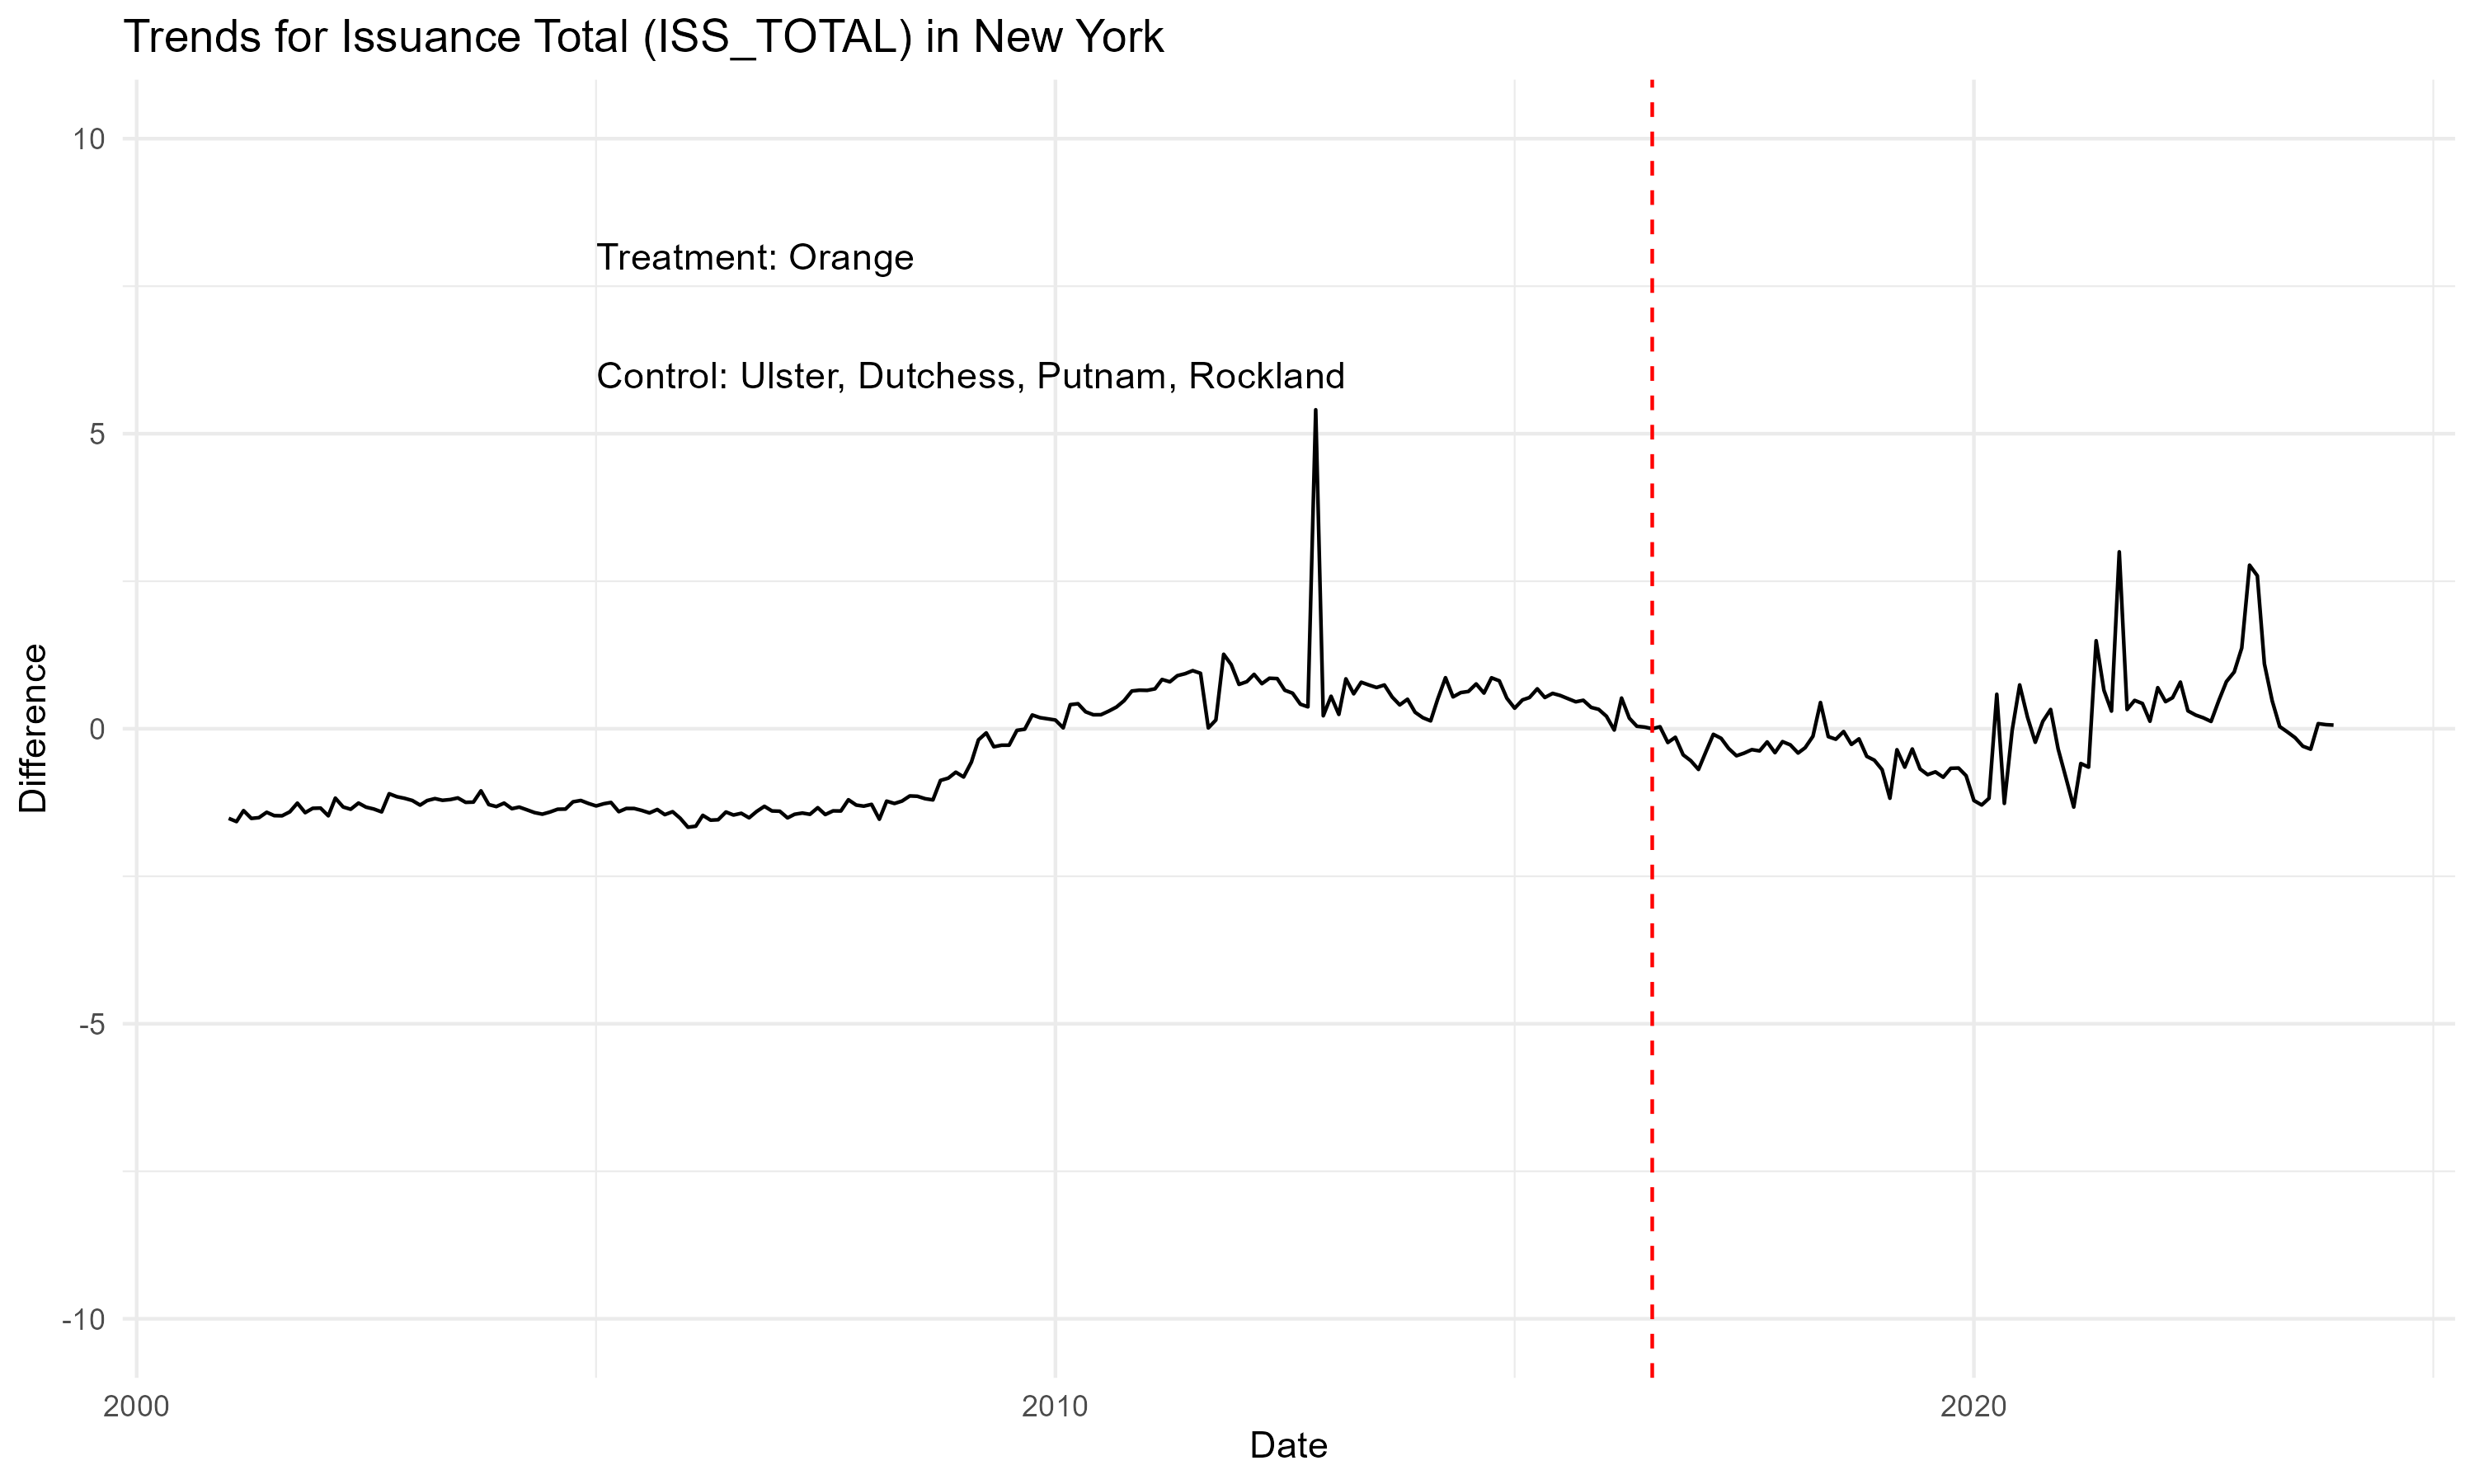 Trends for Issuance Total (ISS_TOTAL) in New York
10
Treatment: Orange
Control: Ulster, Dutchess, Putnam, Rockland
5
0
-5
-10
Difference
2000
2010
2020
Date